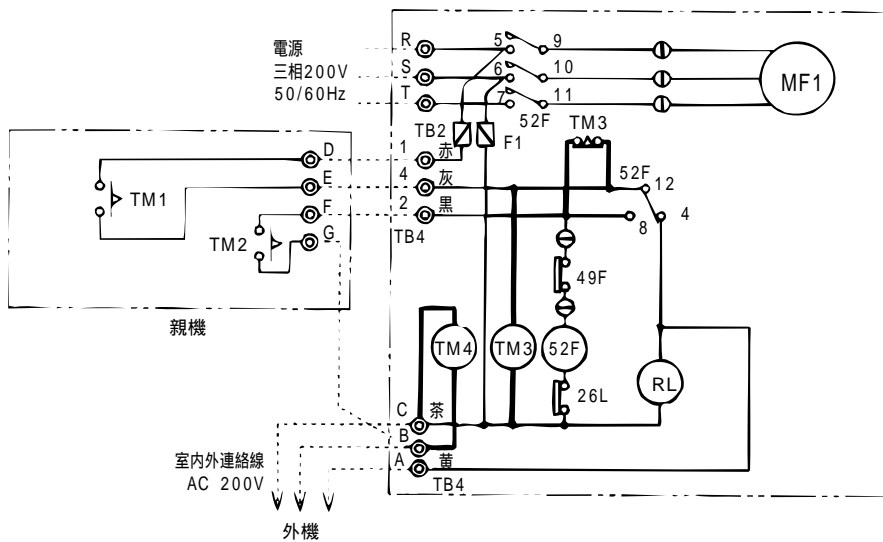 電源
三相200V
50/60Hz
R
S
T
5
9
6
10
7
11
52F
MF1
TB2
F1
TM3
1
赤
4
灰
2
黒
TB4
52F
12
8
4
D
E
F
G
TM1
TM2
親機
49F
TM4
TM3
52F
RL
26L
C
茶
B
A
黄
TB4
室内外連絡線
AC 200V
外機